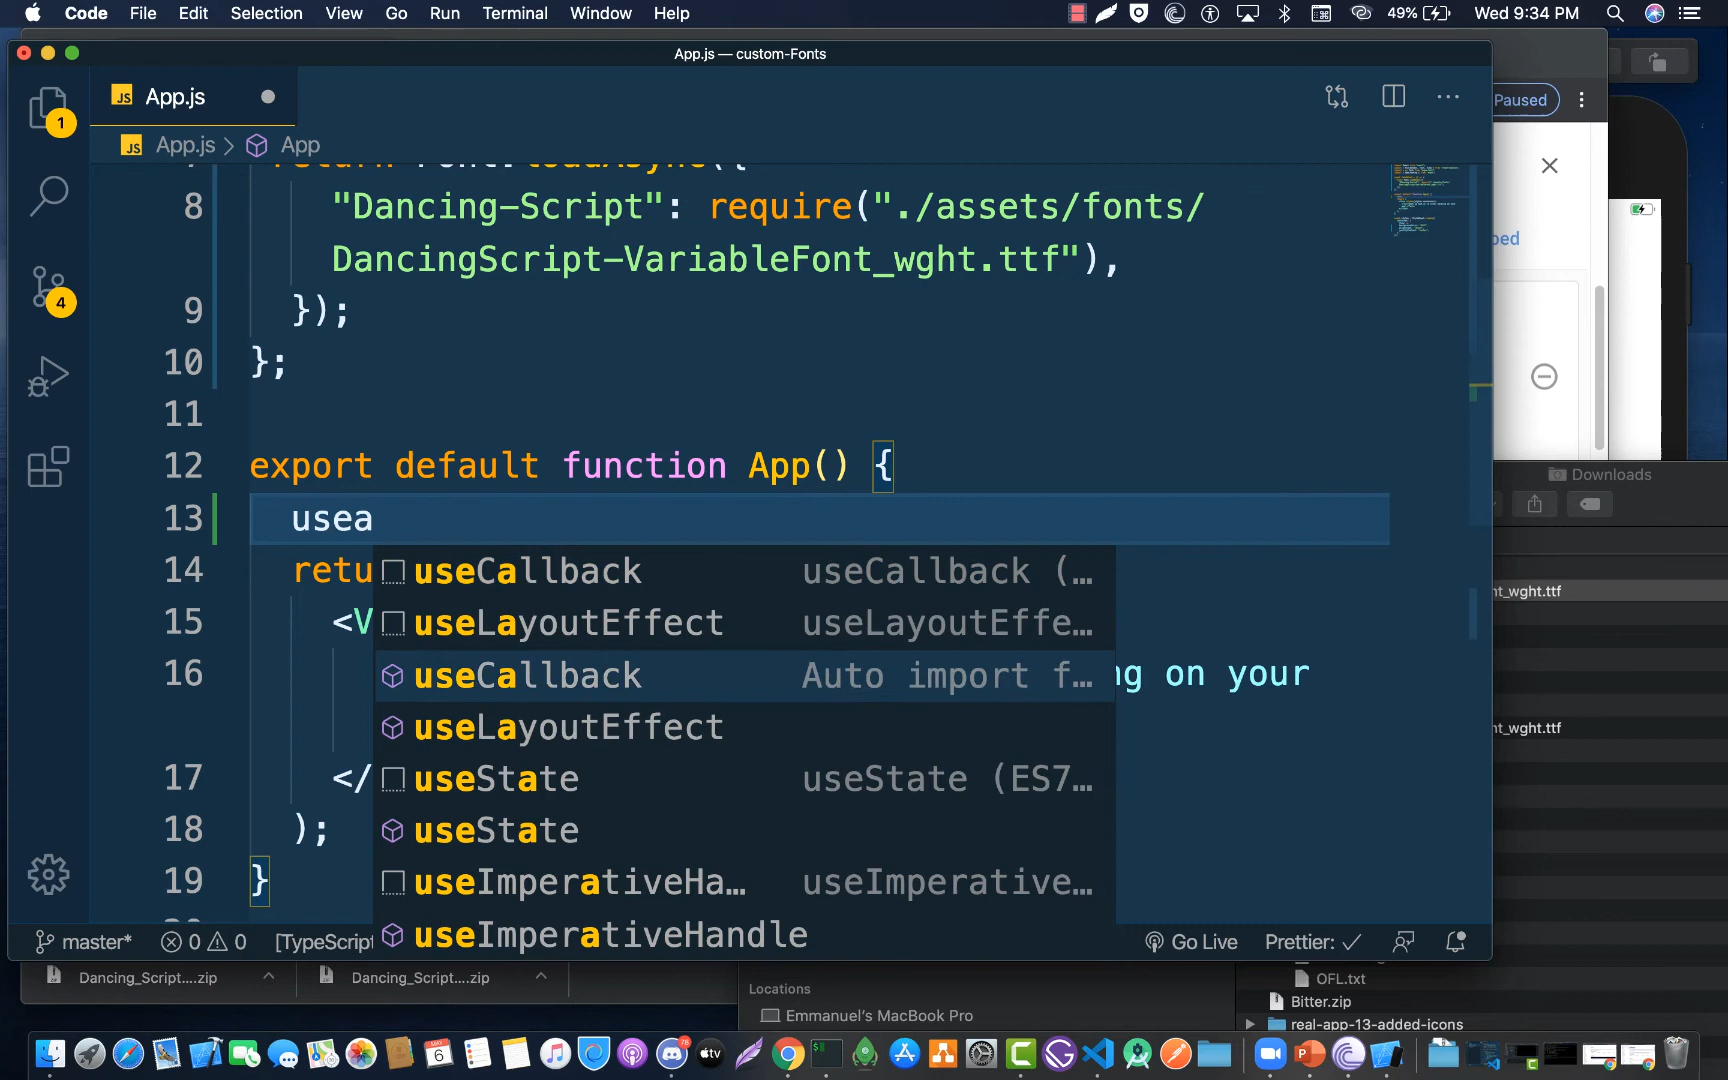 Code File Edit Selection View Go Run Terminal Window Help 49% Wed 9:34 PM
App.js — custom-Fonts
JS App.js
JS App.js > App
Paused
1
4
8 "Dancing-Script": require("./assets/fonts/
DancingScript-VariableFont_wght.ttf"),
9 });
10 };
11
12 export default function App() {
13 usea
14 retu
15 <V
16 ng on your
17 </
18 );
19 }
useCallback useCallback (…
useLayoutEffect useLayoutEffe…
useCallback Auto import f…
useLayoutEffect
useState useState (ES7…
useState
useImperativeHa… useImperative…
useImperativeHandle
master* 0 0 [TypeScript Go Live Prettier: ✓
Downloads
nt_wght.ttf
nt_wght.ttf
Dancing_Script....zip Dancing_Script....zip
Locations
Emmanuel's MacBook Pro
OFL.txt
Bitter.zip
real-app-13-added-icons